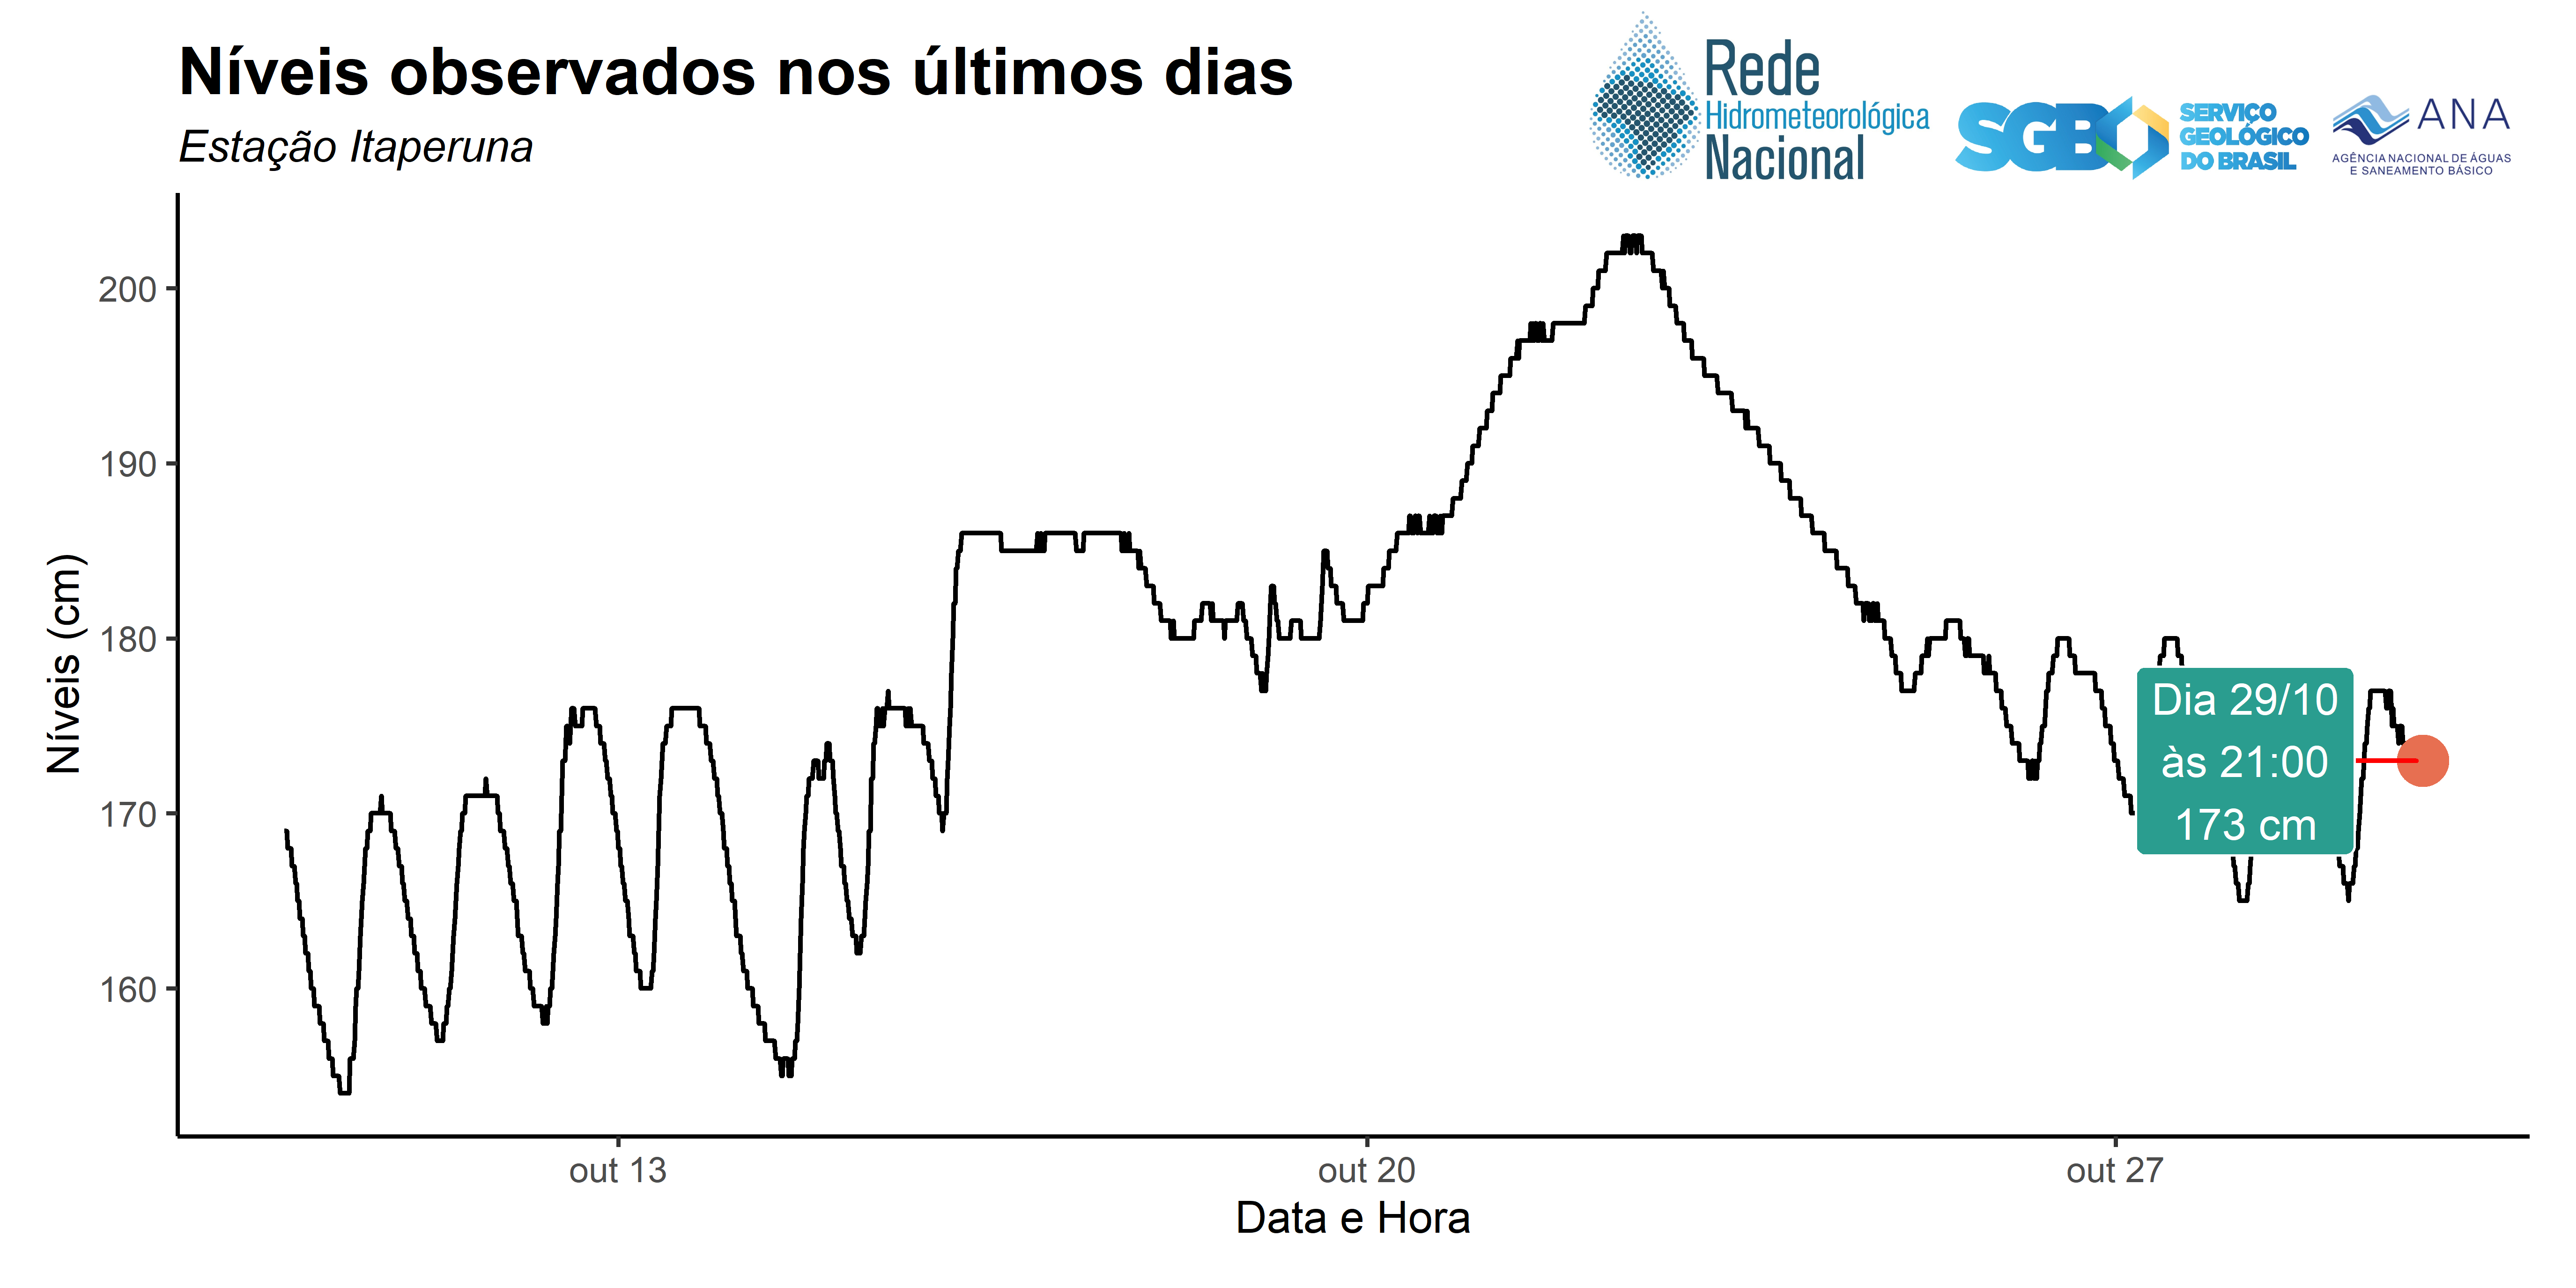 Níveis observados nos últimos dias
Estação Itaperuna
Rede
Hidrometeorológica
Nacional
SGB
SERVIÇO
GEOLÓGICO
DO BRASIL
ANA
AGÊNCIA NACIONAL DE ÁGUAS
E SANEAMENTO BÁSICO
Níveis (cm)
200
190
180
170
160
Dia 29/10
às 21:00
173 cm
out 13
out 20
out 27
Data e Hora